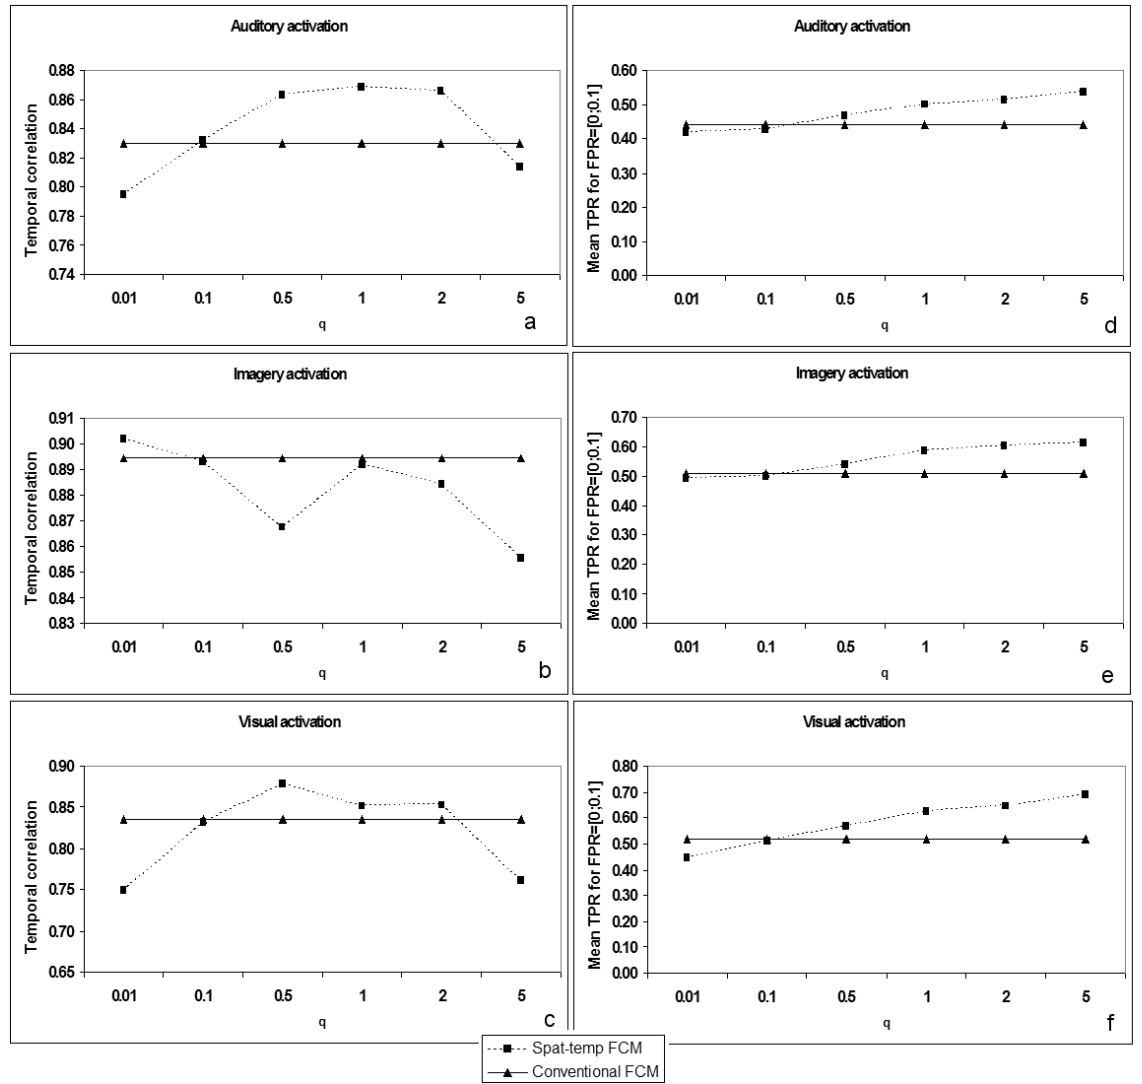 Auditory activation
Temporal correlation
0.88
0.86
0.84
0.82
0.80
0.78
0.76
0.74
0.01 0.1 0.5 1 2 5
q
a
Auditory activation
Mean TPR for FPR=[0;0.1]
0.60
0.50
0.40
0.30
0.20
0.10
0.00
0.01 0.1 0.5 1 2 5
q
d
Imagery activation
Temporal correlation
0.91
0.90
0.89
0.88
0.87
0.86
0.85
0.84
0.83
0.01 0.1 0.5 1 2 5
q
b
Imagery activation
Mean TPR for FPR=[0;0.1]
0.70
0.60
0.50
0.40
0.30
0.20
0.10
0.00
0.01 0.1 0.5 1 2 5
q
e
Visual activation
Temporal correlation
0.90
0.85
0.80
0.75
0.70
0.65
0.01 0.1 0.5 1 2 5
q
c
Visual activation
Mean TPR for FPR=[0;0.1]
0.80
0.70
0.60
0.50
0.40
0.30
0.20
0.10
0.00
0.01 0.1 0.5 1 2 5
q
f
Spat-temp FCM
Conventional FCM